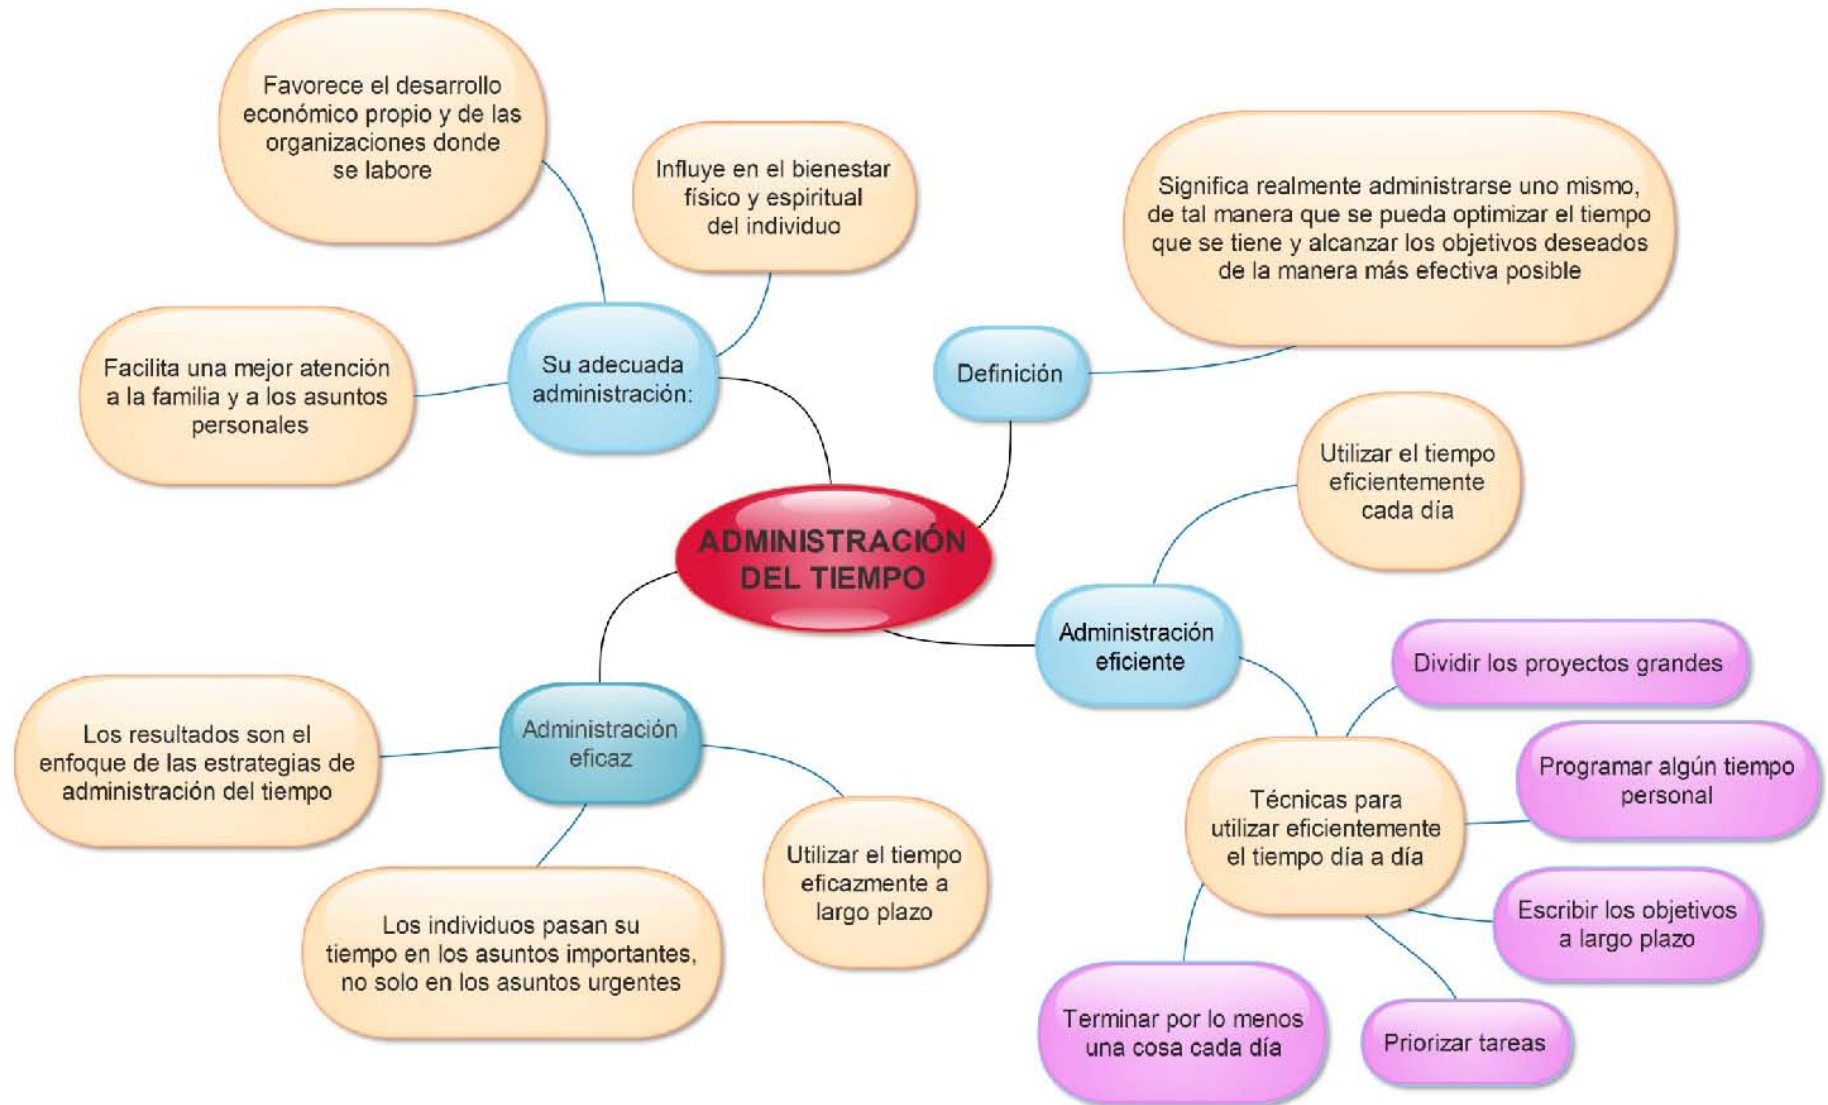 Favorece el desarrollo
económico propio y de las
organizaciones donde
se labore
Influye en el bienestar
físico y espiritual
del individuo
Significa realmente administrarse uno mismo,
de tal manera que se pueda optimizar el tiempo
que se tiene y alcanzar los objetivos deseados
de la manera más efectiva posible
Facilita una mejor atención
a la familia y a los asuntos
personales
Su adecuada
administración:
Definición
Utilizar el tiempo
eficientemente
cada día
ADMINISTRACIÓN
DEL TIEMPO
Administración
eficiente
Dividir los proyectos grandes
Los resultados son el
enfoque de las estrategias de
administración del tiempo
Administración
eficaz
Programar algún tiempo
personal
Técnicas para
utilizar eficientemente
el tiempo día a día
Utilizar el tiempo
eficazmente a
largo plazo
Los individuos pasan su
tiempo en los asuntos importantes,
no solo en los asuntos urgentes
Escribir los objetivos
a largo plazo
Terminar por lo menos
una cosa cada día
Priorizar tareas